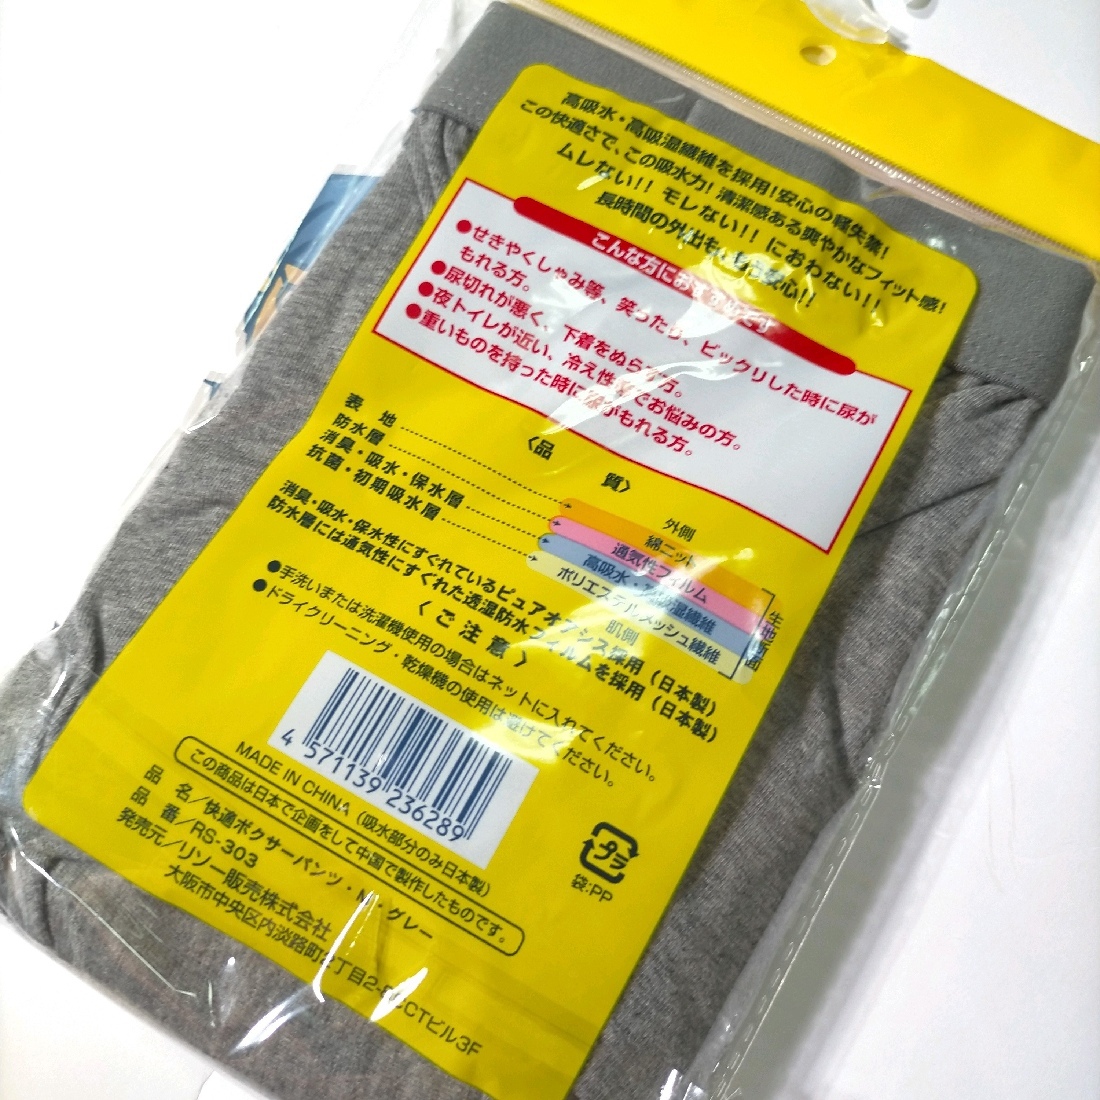 高吸水・高吸湿繊維を採用!安心の軽失禁!
この快適さで、この吸水力!清潔感ある爽やかなフィット感!
ムレない!! モレない!! におわない!!
長時間の外出も、もう安心!!
こんな方におすすめです
●せきやくしゃみ等、笑ったり、ビックリした時に尿が
もれる方。
●尿切れが悪く、下着をぬらす方。
●夜トイレが近い、冷え性でお悩みの方。
●重いものを持った時に尿がもれる方。
〈品 質〉
外側
表 地 綿ニット
防水層 通気性フィルム
消臭・吸水・保水層 高吸水・高吸湿繊維
抗菌・初期吸水層 ポリエステルメッシュ繊維
肌側
生地断面
消臭・吸水・保水性にすぐれているピュアオアシス採用(日本製)
防水層には通気性にすぐれた透湿防水フィルムを採用(日本製)
〈ご注意〉
●手洗いまたは洗濯機使用の場合はネットに入れてください。
●ドライクリーニング・乾燥機の使用は避けてください。
4 571139 236289
MADE IN CHINA (吸水部分のみ日本製)
この商品は日本で企画をして中国で製作したものです。
プラ
袋:PP
品 名/快適ボクサーパンツ・M・グレー
品 番/RS-303
発売元/リソー販売株式会社
大阪市中央区内淡路町2丁目 CTビル3F